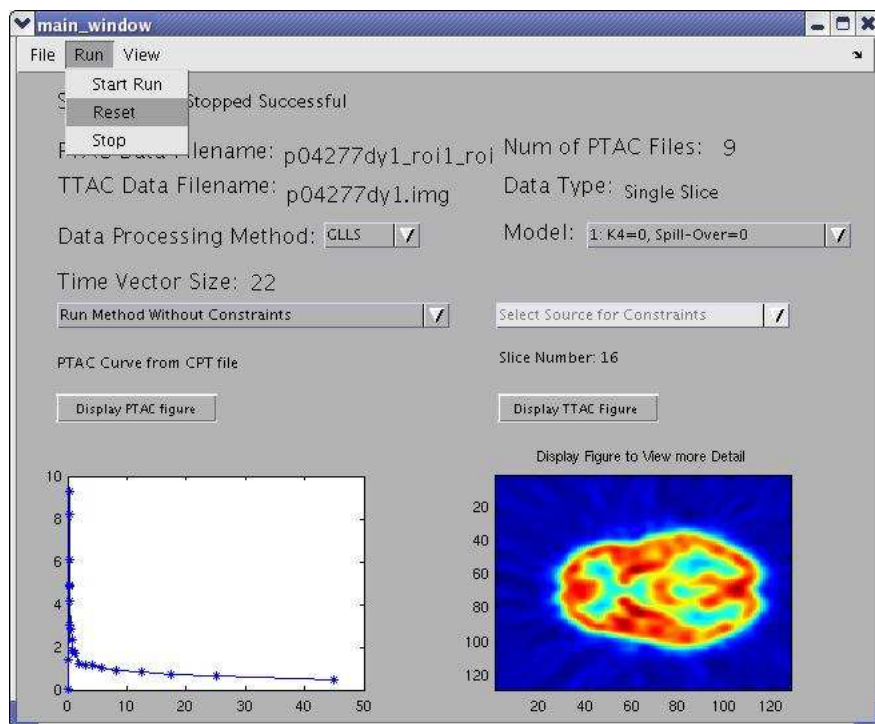 main_window
File Run View
Start Run
Reset
Stop
Stopped Successful
PTAC Data Filename: p04277dy1_roi1_roi Num of PTAC Files: 9
TTAC Data Filename: p04277dy1.img Data Type: Single Slice
Data Processing Method: GLLS Model: 1: K4=0, Spill-Over=0
Time Vector Size: 22
Run Method Without Constraints Select Source for Constraints
PTAC Curve from CPT file Slice Number: 16
Display PTAC figure Display TTAC Figure
Display Figure to View more Detail
10
8
6
4
2
0
0 10 20 30 40 50
20
40
60
80
100
120
20 40 60 80 100 120